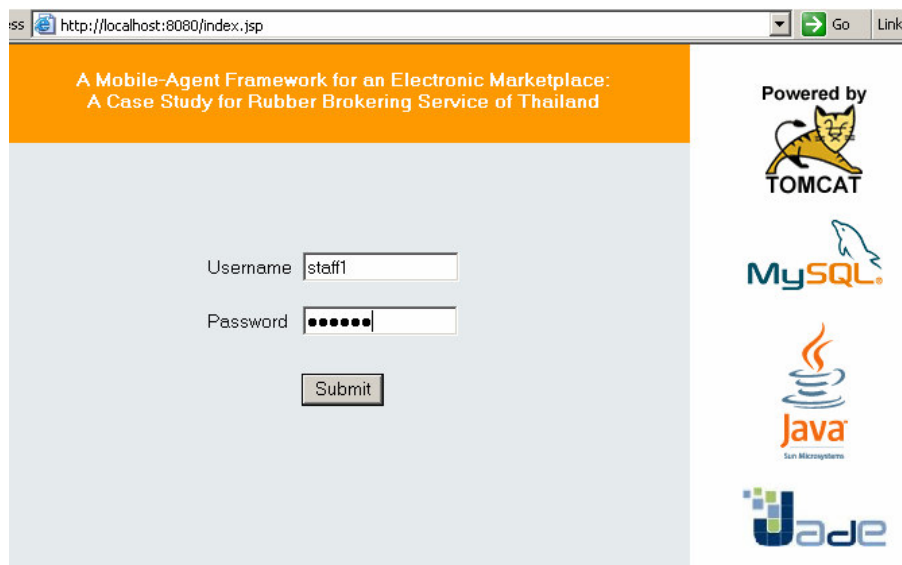 ess http://localhost:8080/index.jsp Go Link
A Mobile-Agent Framework for an Electronic Marketplace:
A Case Study for Rubber Brokering Service of Thailand
Powered by
TOMCAT
MySQL®
Username staff1
Password ●●●●●●
Submit
Java
Sun Microsystems
Jade